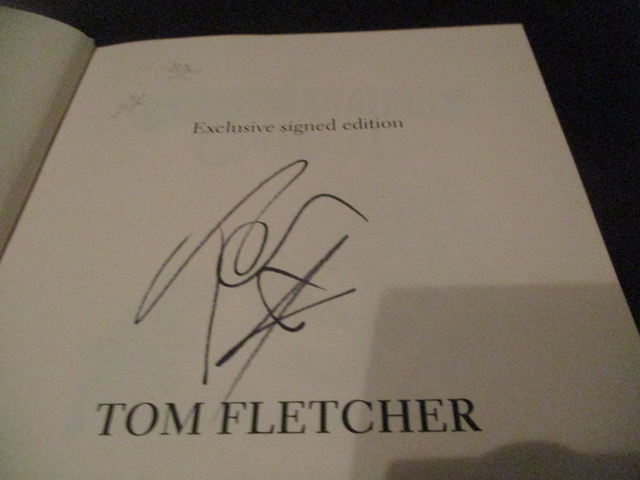 Exclusive signed edition
TOM FLETCHER